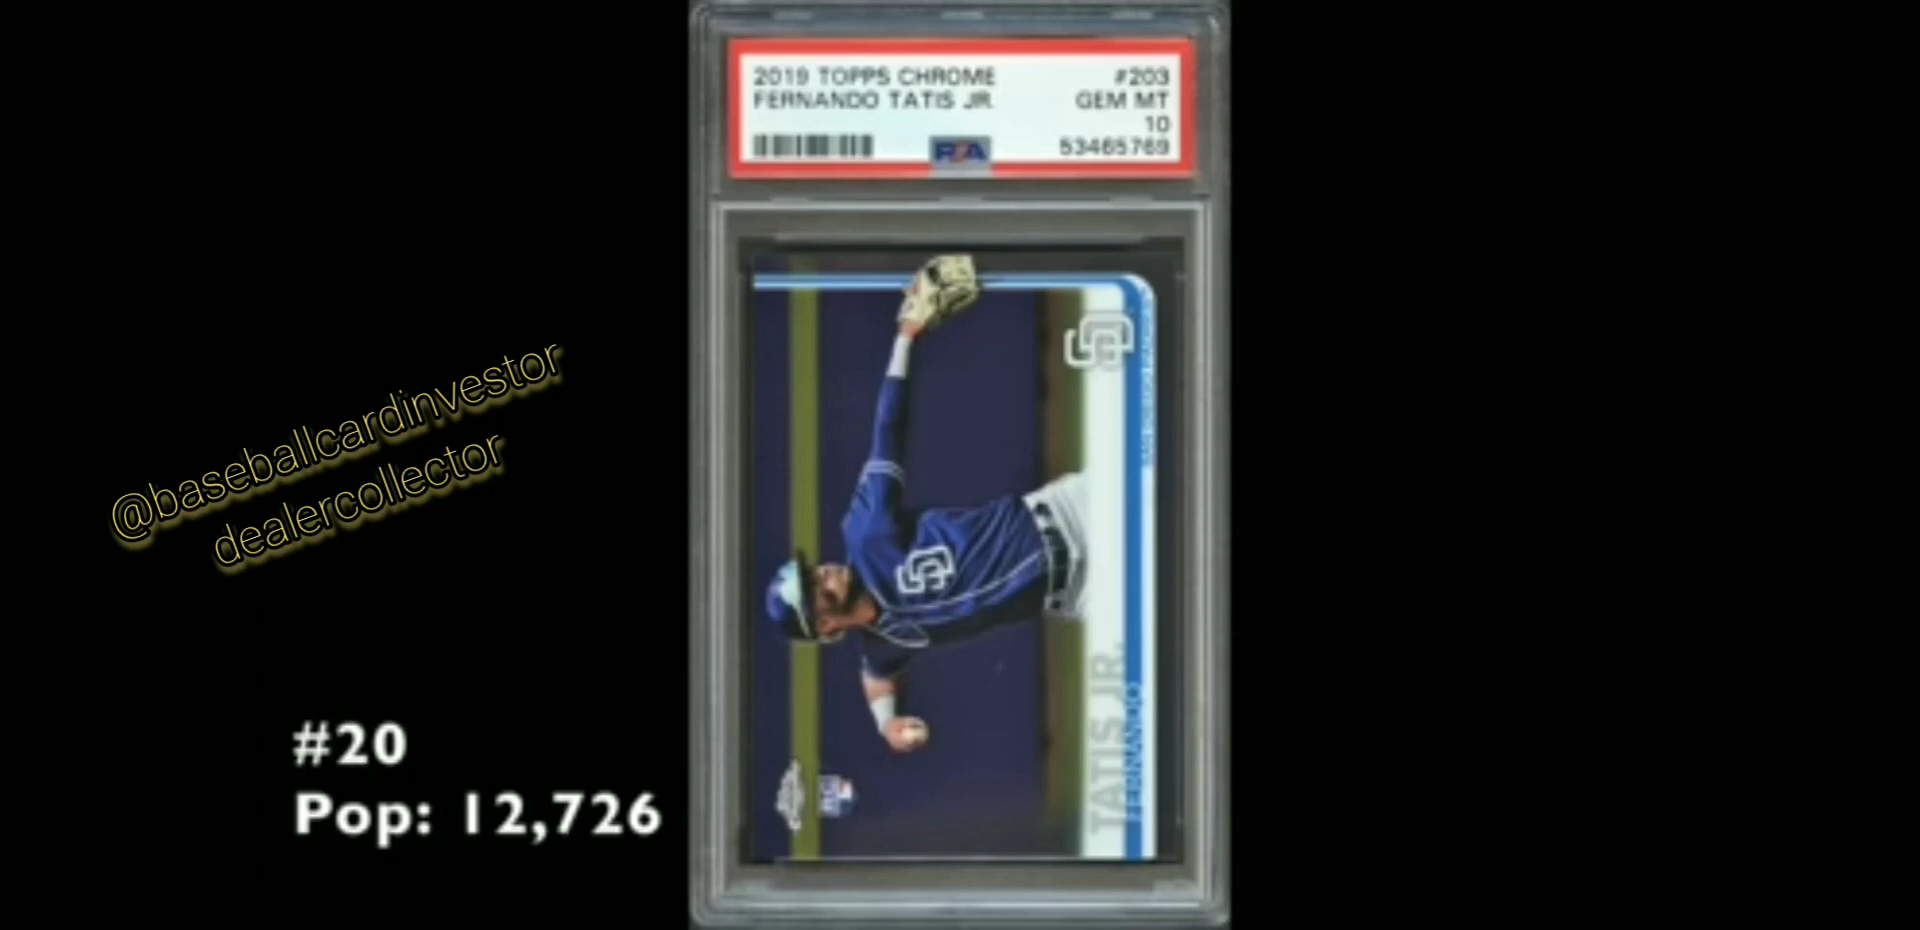 2019 TOPPS CHROME #203
FERNANDO TATIS JR. GEM MT
10
53465769
PSA
@baseballcardinvestor
dealercollector
TATIS JR.
FERNANDO
#20
Pop: 12,726